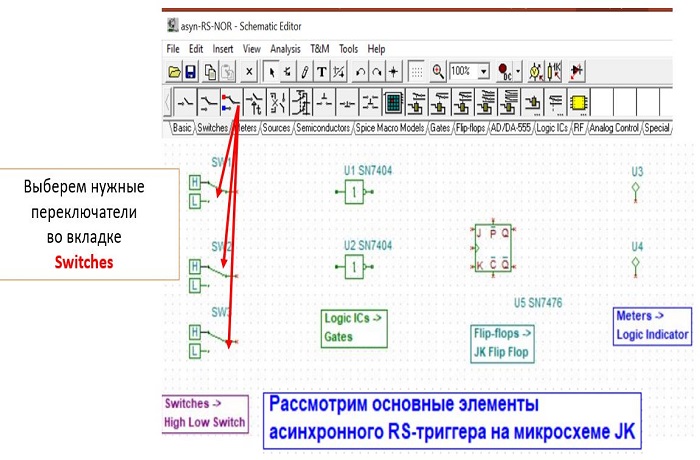 asyn-RS-NOR - Schematic Editor
File Edit Insert View Analysis T&M Tools Help
100%
DC
Basic Switches Meters Sources Semiconductors Spice Macro Models Gates Flip-flops AD/DA-555 Logic ICs RF Analog Control Special
Выберем нужные
переключатели
во вкладке
Switches
SW1
H
L
U1 SN7404
1
U3
SW2
H
L
U2 SN7404
1
J P Q
K C Q
U4
U5 SN7476
SW3
H
L
Logic ICs ->
Gates
Flip-flops ->
JK Flip Flop
Meters ->
Logic Indicator
Switches ->
High Low Switch
Рассмотрим основные элементы
асинхронного RS-триггера на микросхеме JK